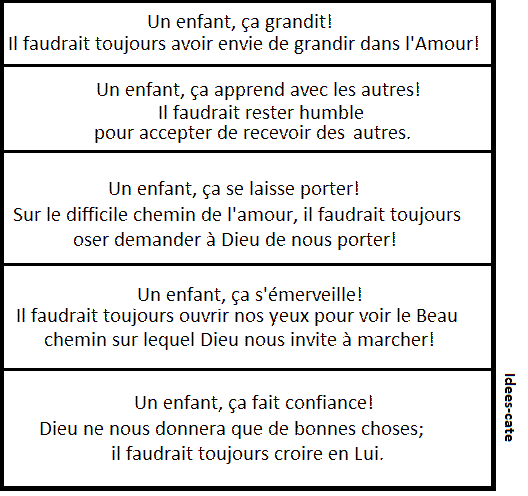 Un enfant, ça grandit!
Il faudrait toujours avoir envie de grandir dans l'Amour!
Un enfant, ça apprend avec les autres!
Il faudrait rester humble
pour accepter de recevoir des autres.
Un enfant, ça se laisse porter!
Sur le difficile chemin de l'amour, il faudrait toujours
oser demander à Dieu de nous porter!
Un enfant, ça s'émerveille!
Il faudrait toujours ouvrir nos yeux pour voir le Beau
chemin sur lequel Dieu nous invite à marcher!
Un enfant, ça fait confiance!
Dieu ne nous donnera que de bonnes choses;
il faudrait toujours croire en Lui.
Idees-cate